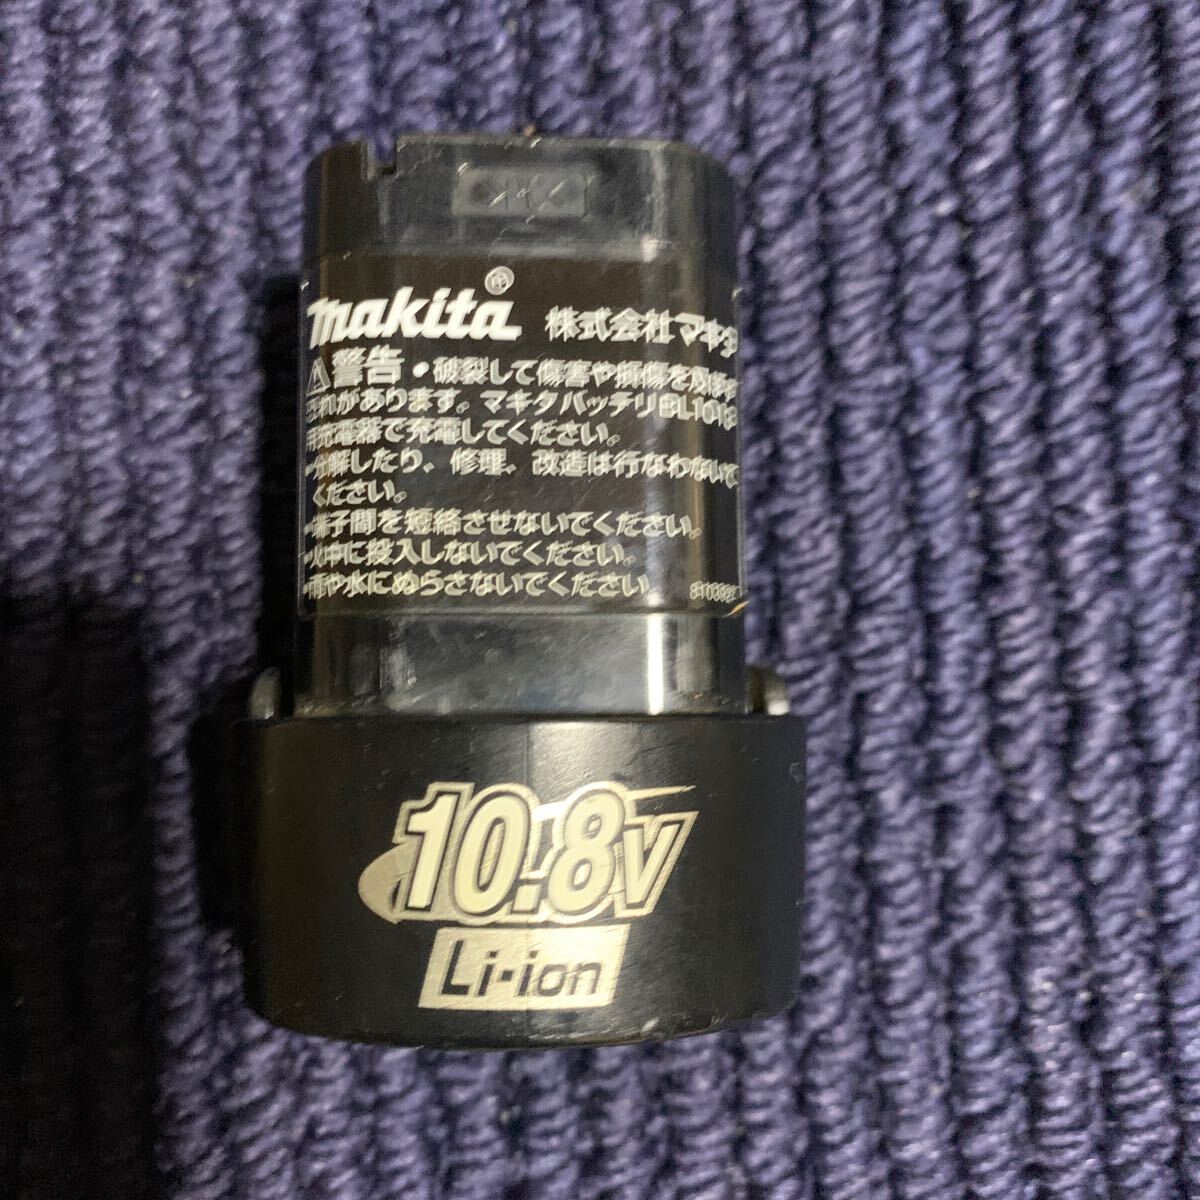 makita® 株式会社マキタ
⚠警告・破裂して傷害や損傷を及ぼす
恐れがあります。マキタバッテリBL1013
用充電器で充電してください。
・分解したり、修理、改造は行なわないで
ください。
・端子間を短絡させないでください。
・火中に投入しないでください。
・雨や水にぬらさないでください。
10.8V
Li-ion